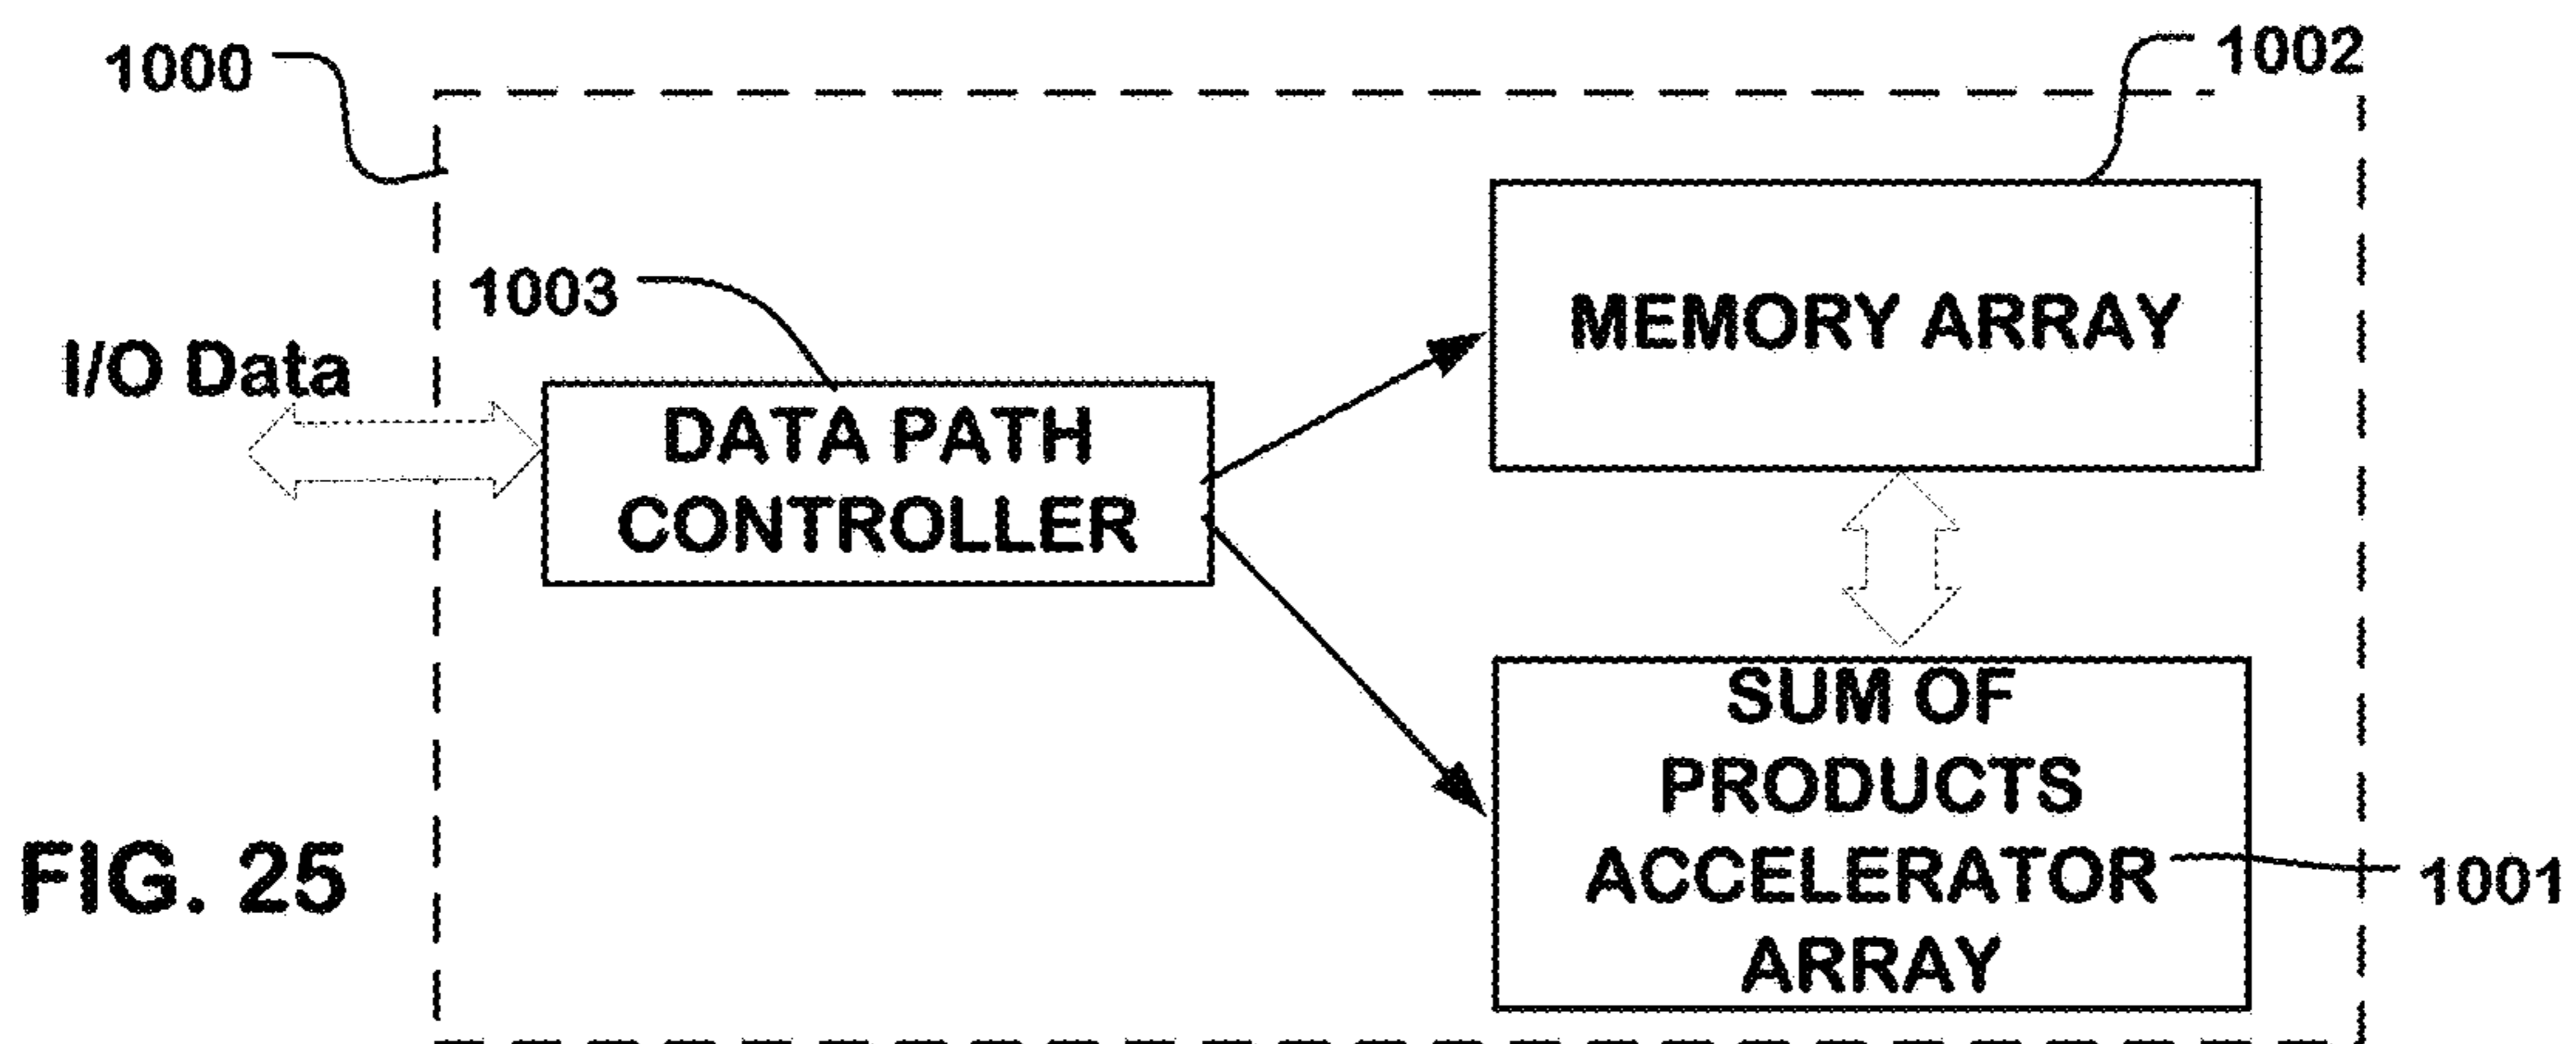 1000
1002
1003
I/O Data
MEMORY ARRAY
DATA PATH
CONTROLLER
SUM OF
PRODUCTS
ACCELERATOR
ARRAY
1001
FIG. 25